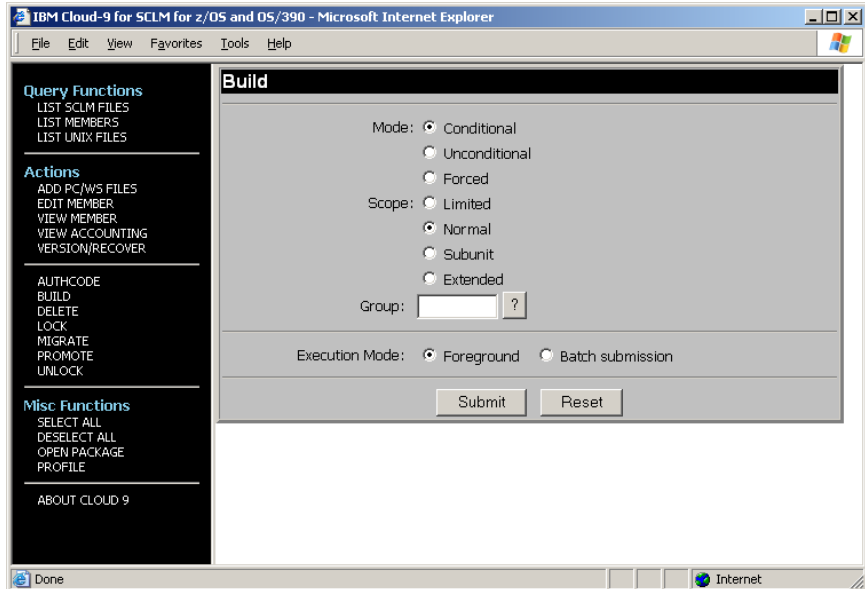 IBM Cloud-9 for SCLM for z/OS and OS/390 - Microsoft Internet Explorer
File Edit View Favorites Tools Help
Query Functions
LIST SCLM FILES
LIST MEMBERS
LIST UNIX FILES
Actions
ADD PC/WS FILES
EDIT MEMBER
VIEW MEMBER
VIEW ACCOUNTING
VERSION/RECOVER
AUTHCODE
BUILD
DELETE
LOCK
MIGRATE
PROMOTE
UNLOCK
Misc Functions
SELECT ALL
DESELECT ALL
OPEN PACKAGE
PROFILE
ABOUT CLOUD 9
Build
Mode: Conditional
Unconditional
Forced
Scope: Limited
Normal
Subunit
Extended
Group: ?
Execution Mode: Foreground Batch submission
Submit Reset
Done Internet